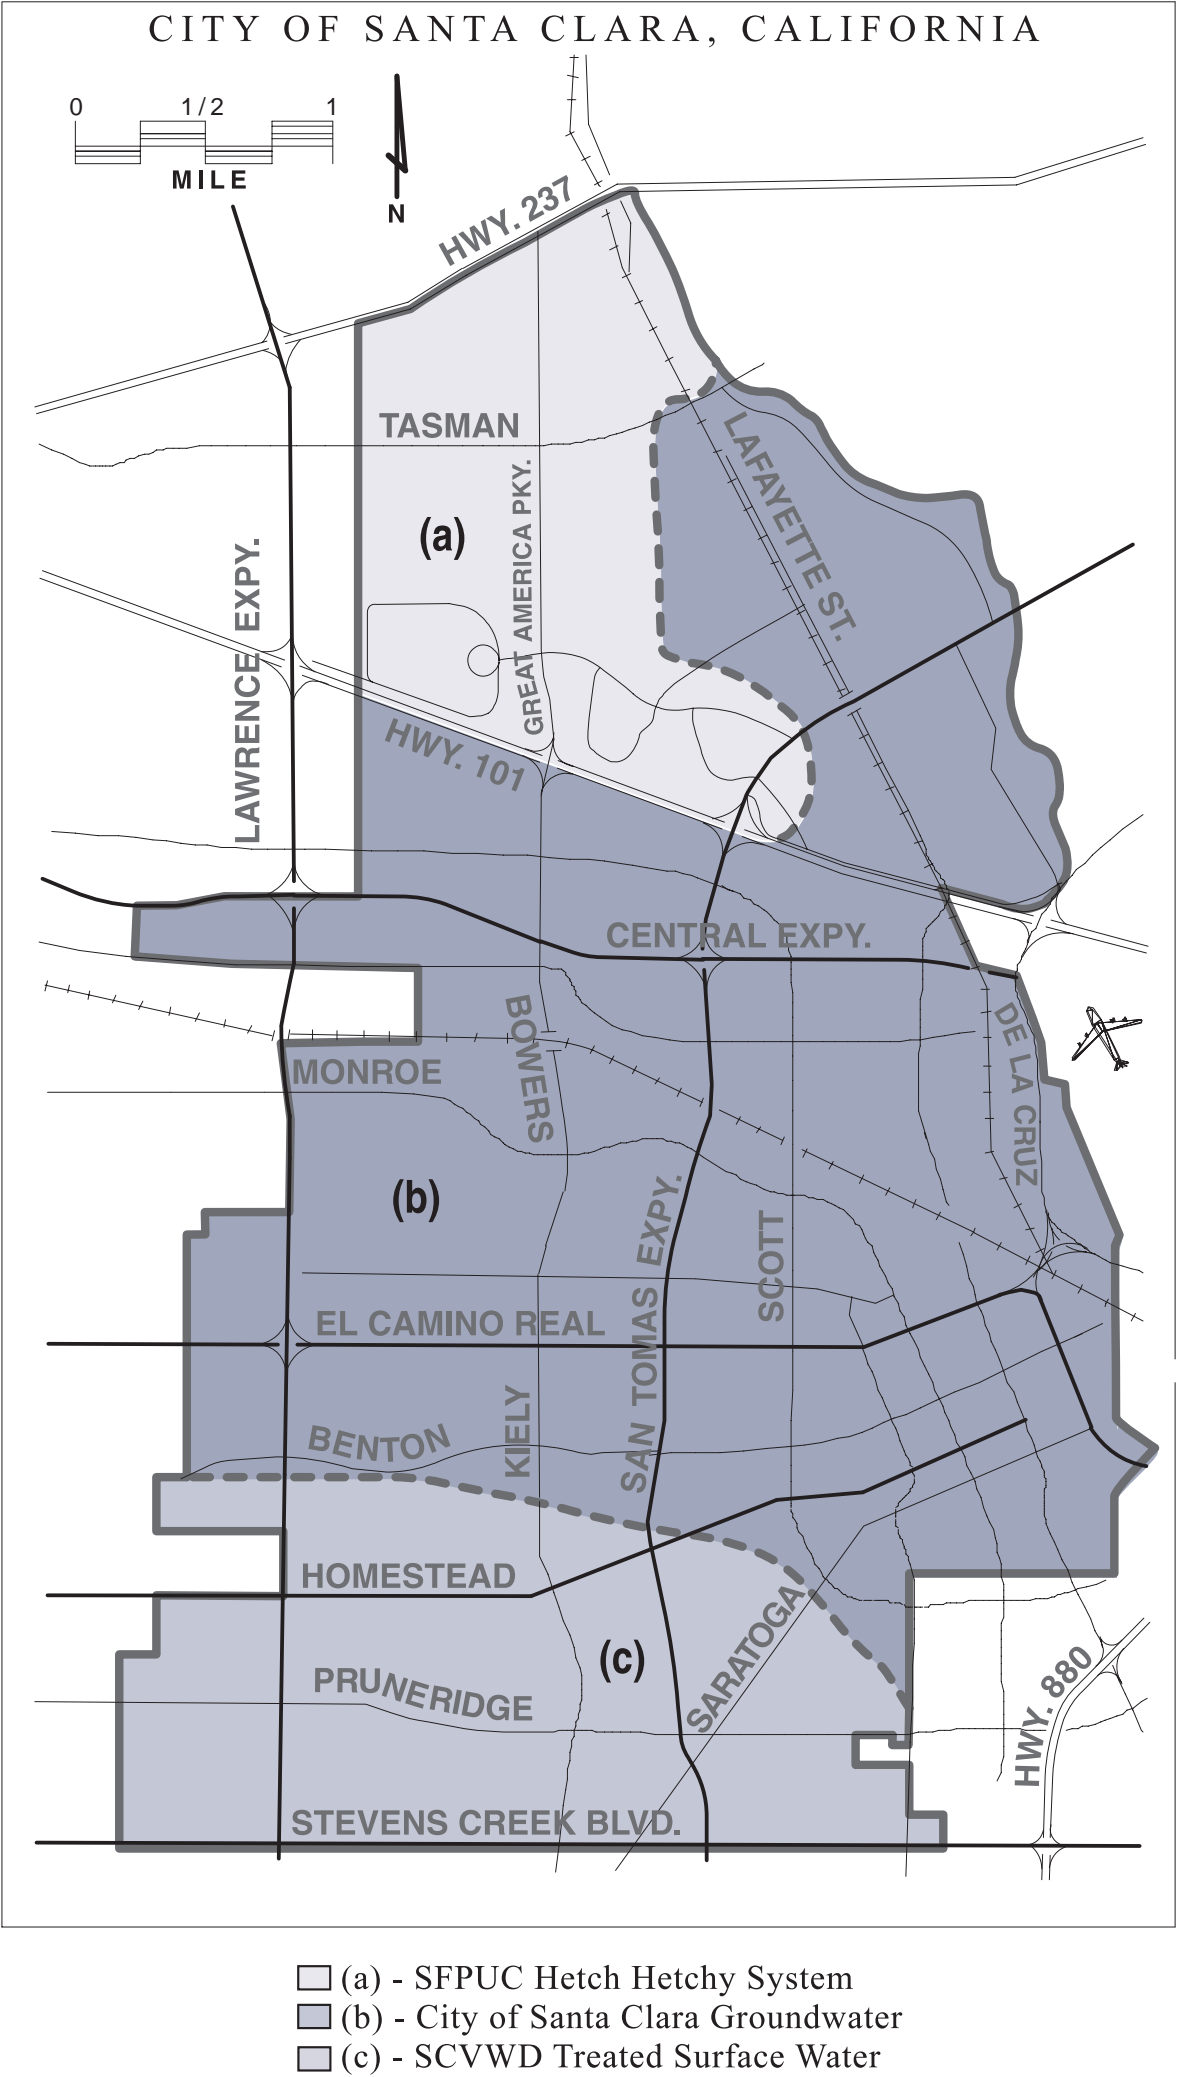 CITY OF SANTA CLARA, CALIFORNIA
0 1/2 1
MILE
N
HWY. 237
TASMAN
LAFAYETTE ST.
(a)
GREAT AMERICA PKY.
LAWRENCE EXPY.
HWY. 101
CENTRAL EXPY.
BOWERS
DE LA CRUZ
MONROE
(b)
SAN TOMAS EXPY.
SCOTT
EL CAMINO REAL
KIELY
BENTON
HOMESTEAD
SARATOGA
(c)
PRUNERIDGE
HWY. 880
STEVENS CREEK BLVD.
(a) - SFPUC Hetch Hetchy System
(b) - City of Santa Clara Groundwater
(c) - SCVWD Treated Surface Water